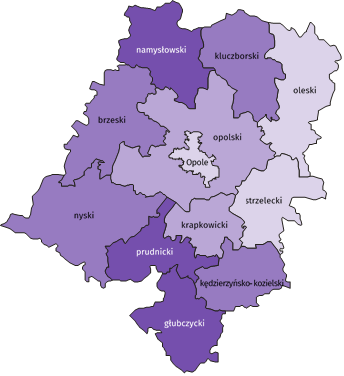 namysłowski
kluczborski
oleski
brzeski
opolski
Opole
strzelecki
nyski
krapkowicki
prudnicki
kędzierzyńsko-kozielski
głubczycki